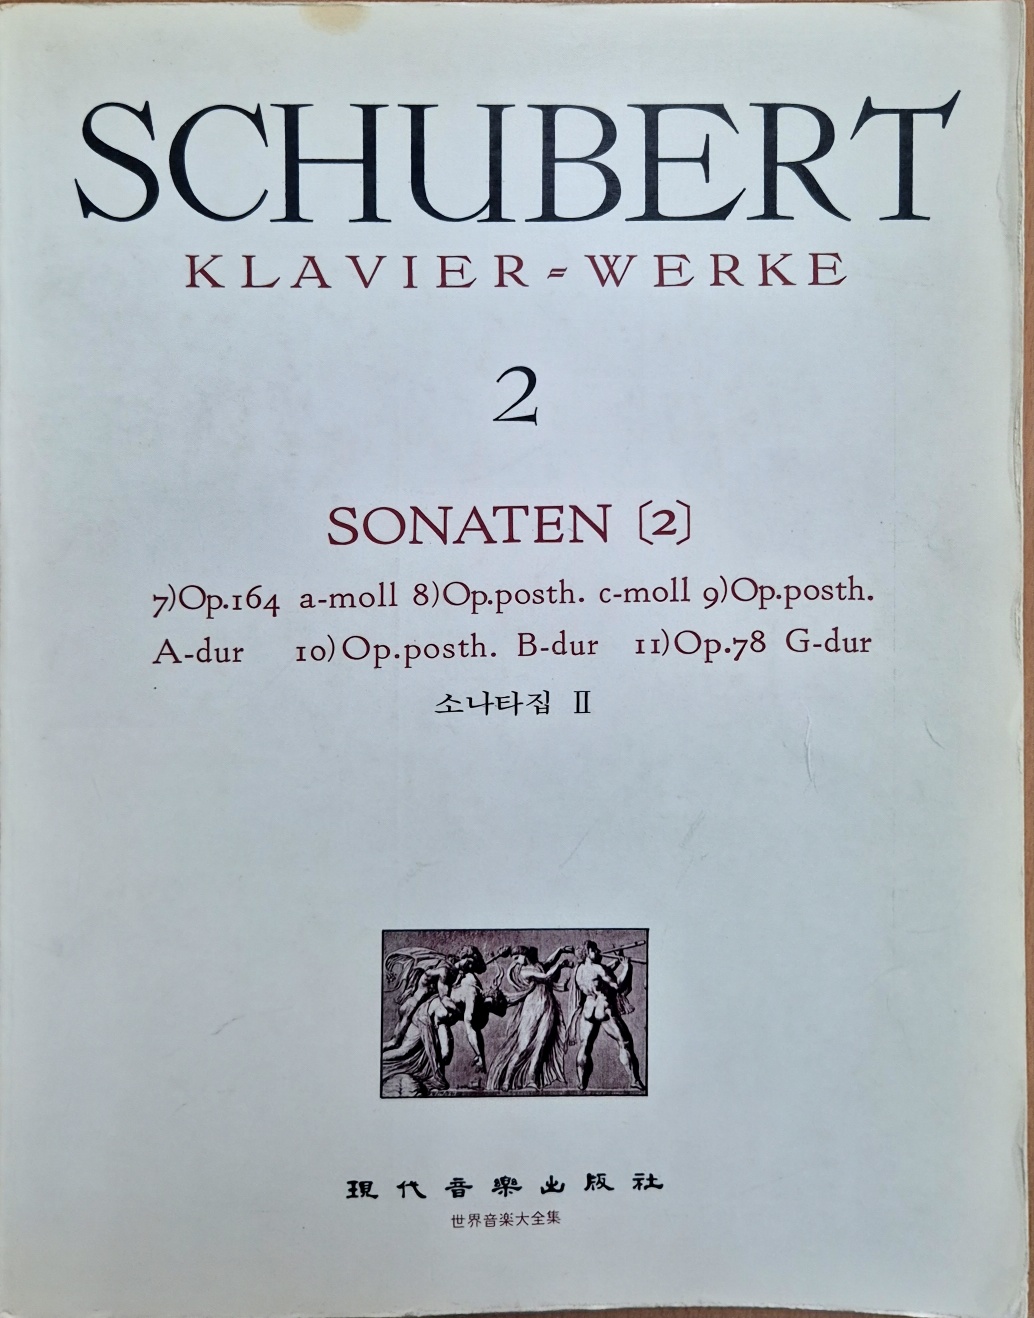 SCHUBERT
KLAVIER=WERKE
2
SONATEN〔2〕
7)Op.164 a-moll 8)Op.posth. c-moll 9)Op.posth.
A-dur 10)Op.posth. B-dur 11)Op.78 G-dur
소나타집 Ⅱ
現代音樂出版社
世界音楽大全集